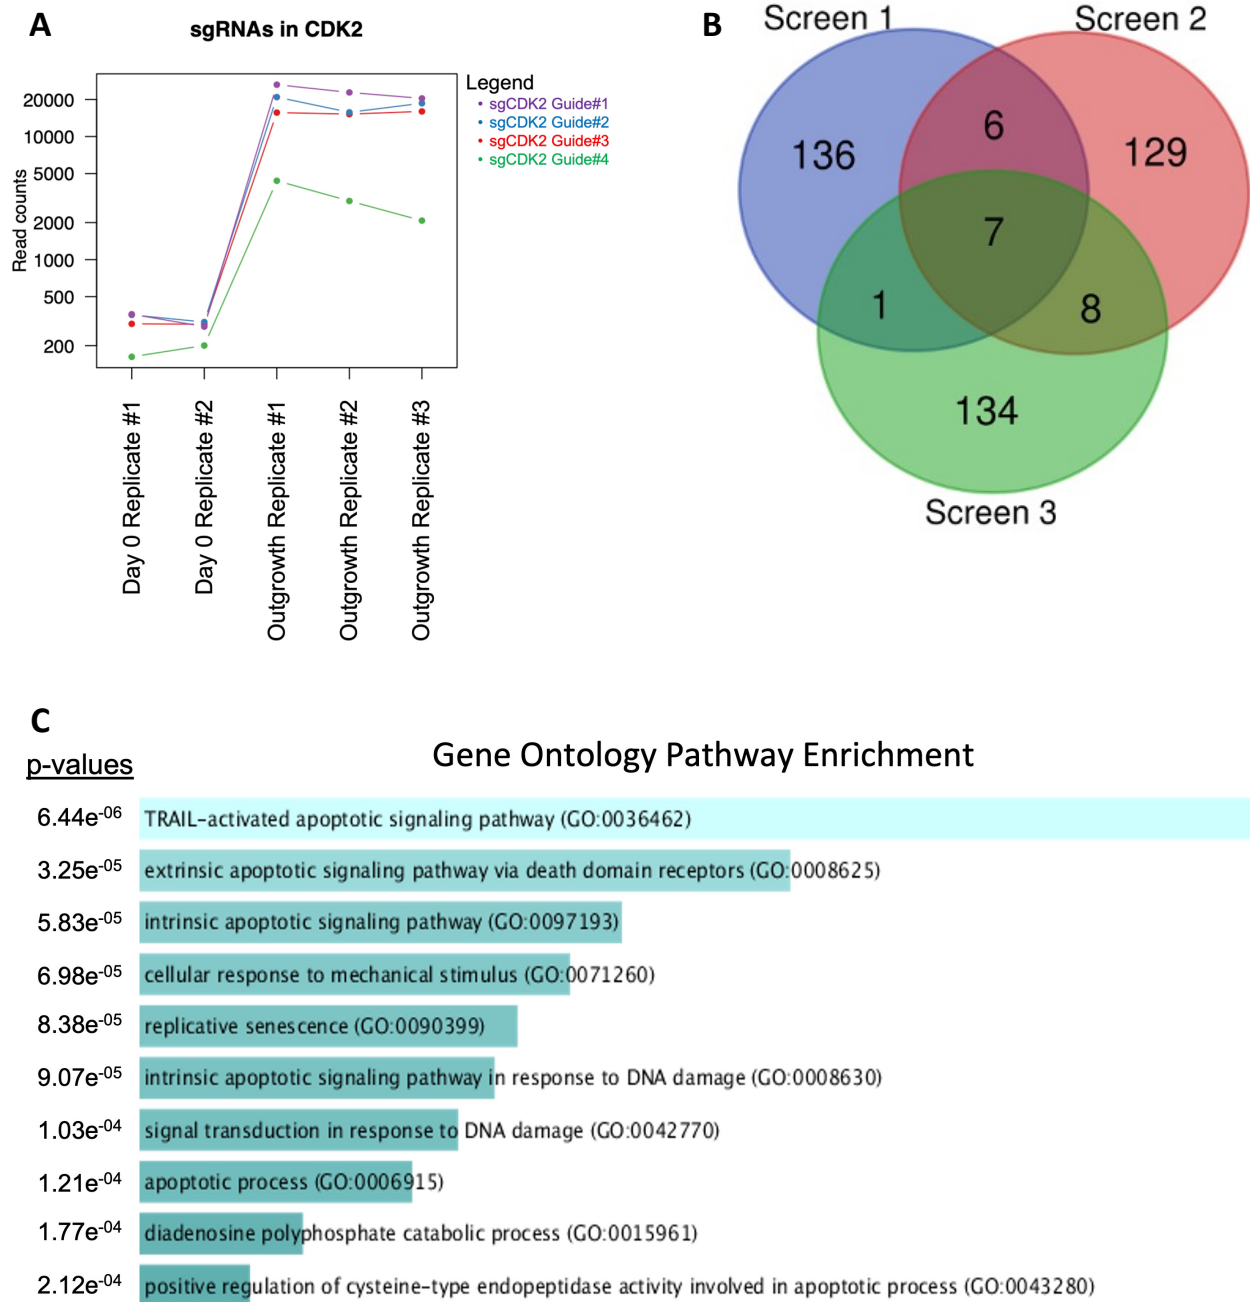 A
sgRNAs in CDK2
Read counts
20000
10000
5000
2000
1000
500
200
Day 0 Replicate #1
Day 0 Replicate #2
Outgrowth Replicate #1
Outgrowth Replicate #2
Outgrowth Replicate #3
Legend
sgCDK2 Guide#1
sgCDK2 Guide#2
sgCDK2 Guide#3
sgCDK2 Guide#4
B
Screen 1
Screen 2
136
6
129
7
1
8
134
Screen 3
C
p-values
Gene Ontology Pathway Enrichment
6.44e-06 TRAIL-activated apoptotic signaling pathway (GO:0036462)
3.25e-05 extrinsic apoptotic signaling pathway via death domain receptors (GO:0008625)
5.83e-05 intrinsic apoptotic signaling pathway (GO:0097193)
6.98e-05 cellular response to mechanical stimulus (GO:0071260)
8.38e-05 replicative senescence (GO:0090399)
9.07e-05 intrinsic apoptotic signaling pathway in response to DNA damage (GO:0008630)
1.03e-04 signal transduction in response to DNA damage (GO:0042770)
1.21e-04 apoptotic process (GO:0006915)
1.77e-04 diadenosine polyphosphate catabolic process (GO:0015961)
2.12e-04 positive regulation of cysteine-type endopeptidase activity involved in apoptotic process (GO:0043280)